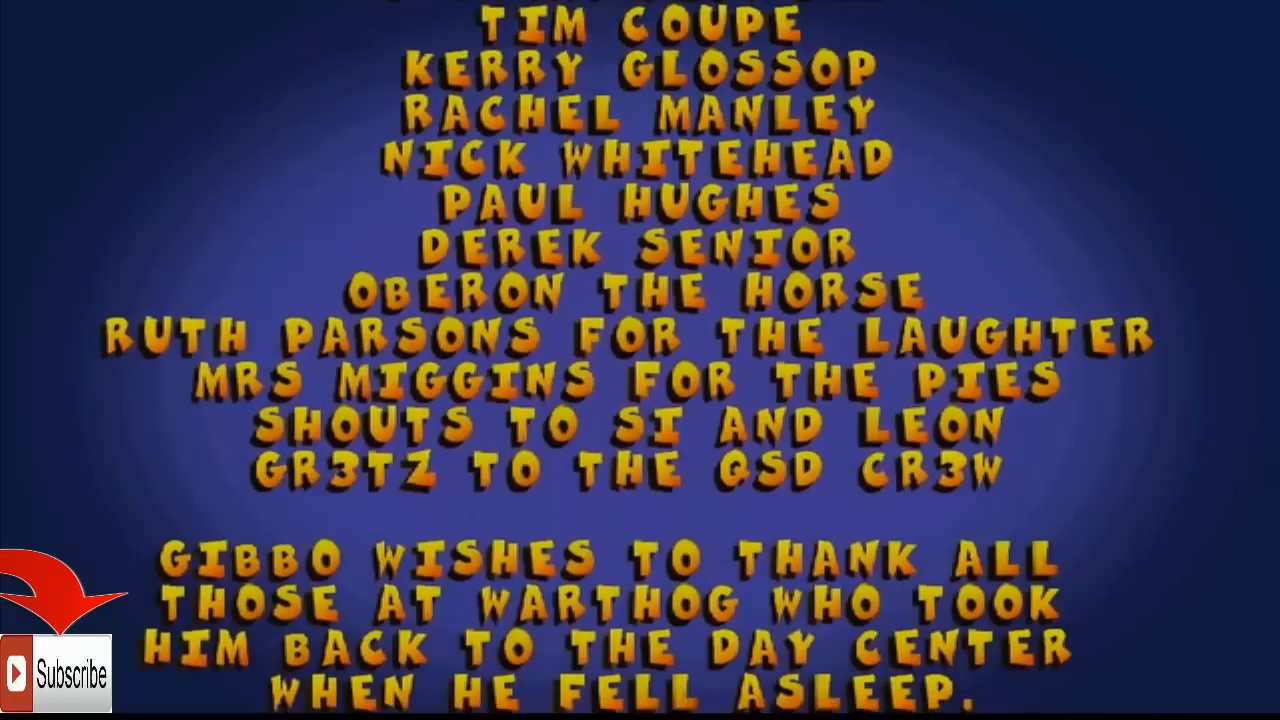 TIM COUPE
KERRY GLOSSOP
RACHEL MANLEY
NICK WHITEHEAD
PAUL HUGHES
DEREK SENIOR
OBERON THE HORSE
RUTH PARSONS FOR THE LAUGHTER
MRS MIGGINS FOR THE PIES
SHOUTS TO SI AND LEON
GR3TZ TO THE QSD CR3W
GIBBO WISHES TO THANK ALL
THOSE AT WARTHOG WHO TOOK
HIM BACK TO THE DAY CENTER
WHEN HE FELL ASLEEP.
Subscribe